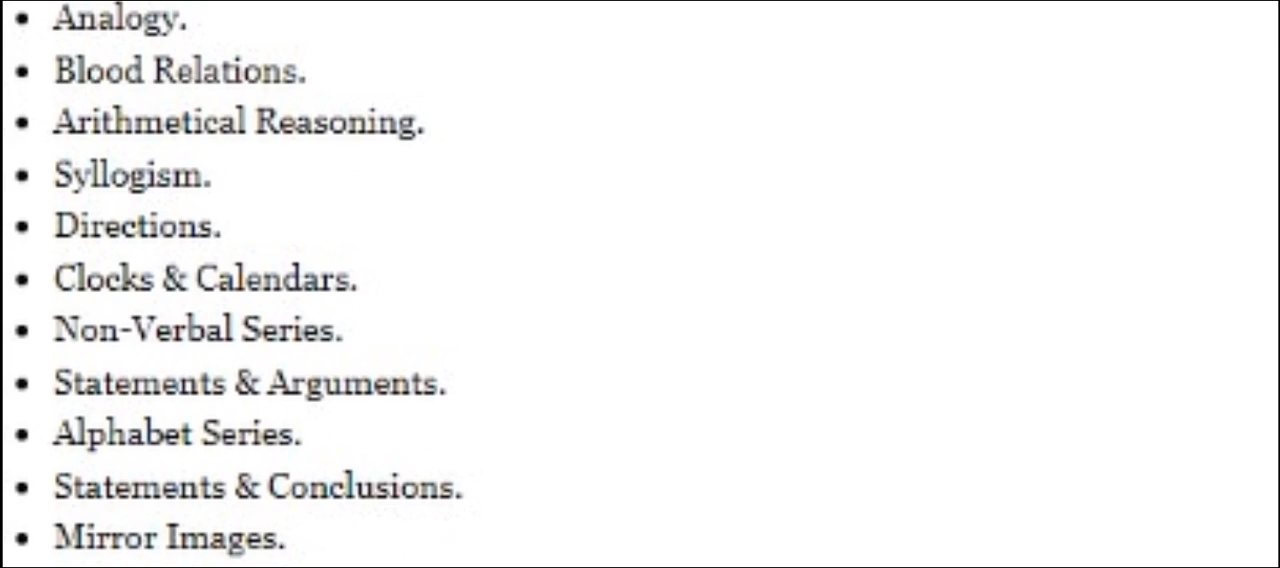 • Analogy.
• Blood Relations.
• Arithmetical Reasoning.
• Syllogism.
• Directions.
• Clocks & Calendars.
• Non-Verbal Series.
• Statements & Arguments.
• Alphabet Series.
• Statements & Conclusions.
• Mirror Images.